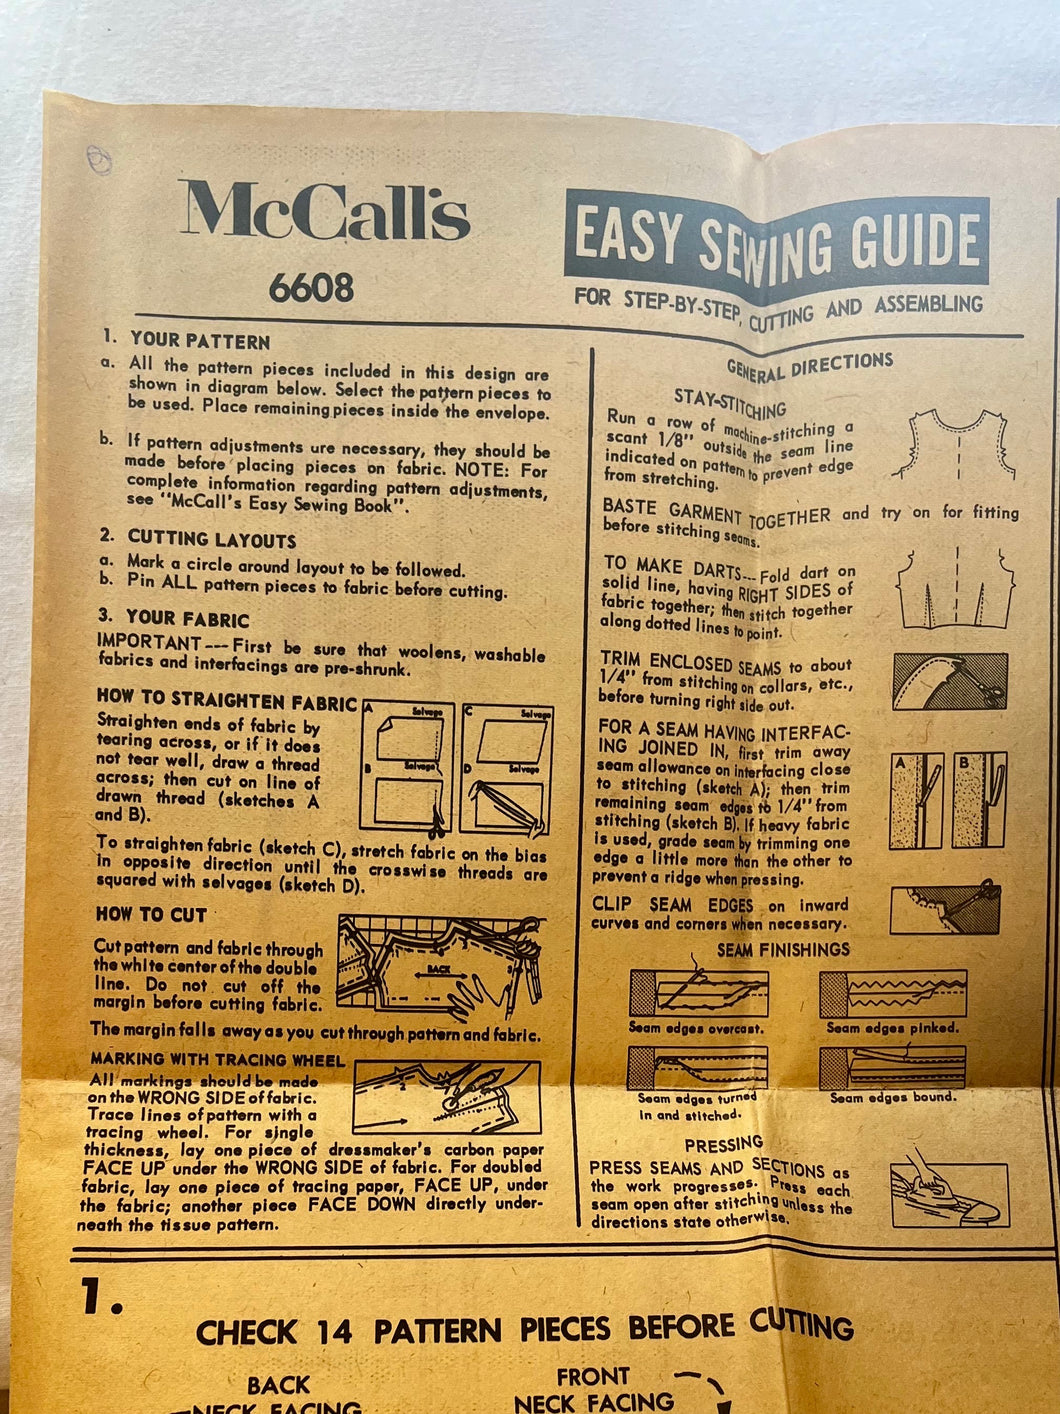 McCall's
6608
EASY SEWING GUIDE
FOR STEP-BY-STEP, CUTTING AND ASSEMBLING
1. YOUR PATTERN
a. All the pattern pieces included in this design are
shown in diagram below. Select the pattern pieces to
be used. Place remaining pieces inside the envelope.
b. If pattern adjustments ure necessary, they should be
made before placing pieces on fabric. NOTE: For
complete information regarding pattern adjustments,
see "McCall's Easy Sewing Book".
2. CUTTING LAYOUTS
a. Mark a circle around layout to be followed.
b. Pin ALL pattern pieces to fabric before cutting.
3. YOUR FABRIC
IMPORTANT --- First be sure that woolens, washable
fabrics and interfacings are pre-shrunk.
HOW TO STRAIGHTEN FABRIC
Straighten ends of fabric by
tearing across, or if it does
not tear well, draw a thread
across; then cut on line of
drawn thread (sketches A
and B).
A Selvage
C Selvage
B Selvage
D Selvage
To straighten fabric (sketch C), stretch fabric on the bias
in opposite direction until the crosswise threads are
squared with selvages (sketch D).
HOW TO CUT
Cut pattern and fabric through
the white center of the double
line. Do not cut off the
margin before cutting fabric.
BACK
The margin falls away as you cut through pattern and fabric.
MARKING WITH TRACING WHEEL
All markings should be made
on the WRONG SIDE of fabric.
Trace lines of pattern with a
tracing wheel. For single
thickness, lay one piece of dressmaker's carbon paper
FACE UP under the WRONG SIDE of fabric. For doubled
fabric, lay one piece of tracing paper, FACE UP, under
the fabric; another piece FACE DOWN directly under-
neath the tissue pattern.
GENERAL DIRECTIONS
STAY-STITCHING
Run a row of machine-stitching a
scant 1/8" outside the seam line
indicated on pattern to prevent edge
from stretching.
BASTE GARMENT TOGETHER and try on for fitting
before stitching seams.
TO MAKE DARTS---Fold dart on
solid line, having RIGHT SIDES of
fabric together; then stitch together
along dotted lines to point.
TRIM ENCLOSED SEAMS to about
1/4" from stitching on collars, etc.,
before turning right side out.
FOR A SEAM HAVING INTERFAC-
ING JOINED IN, first trim away
seam allowance on interfacing close
to stitching (sketch A); then trim
remaining seam edges to 1/4" from
stitching (sketch B). If heavy fabric
is used, grade seam by trimming one
edge a little more than the other to
prevent a ridge when pressing.
A B
CLIP SEAM EDGES on inward
curves and corners when necessary.
SEAM FINISHINGS
Seam edges overcast.
Seam edges pinked.
Seam edges turned
in and stitched.
Seam edges bound.
PRESSING
PRESS SEAMS AND SECTIONS as
the work progresses. Press each
seam open after stitching unless the
directions state otherwise.
1.
CHECK 14 PATTERN PIECES BEFORE CUTTING
BACK
NECK FACING
FRONT
NECK FACING